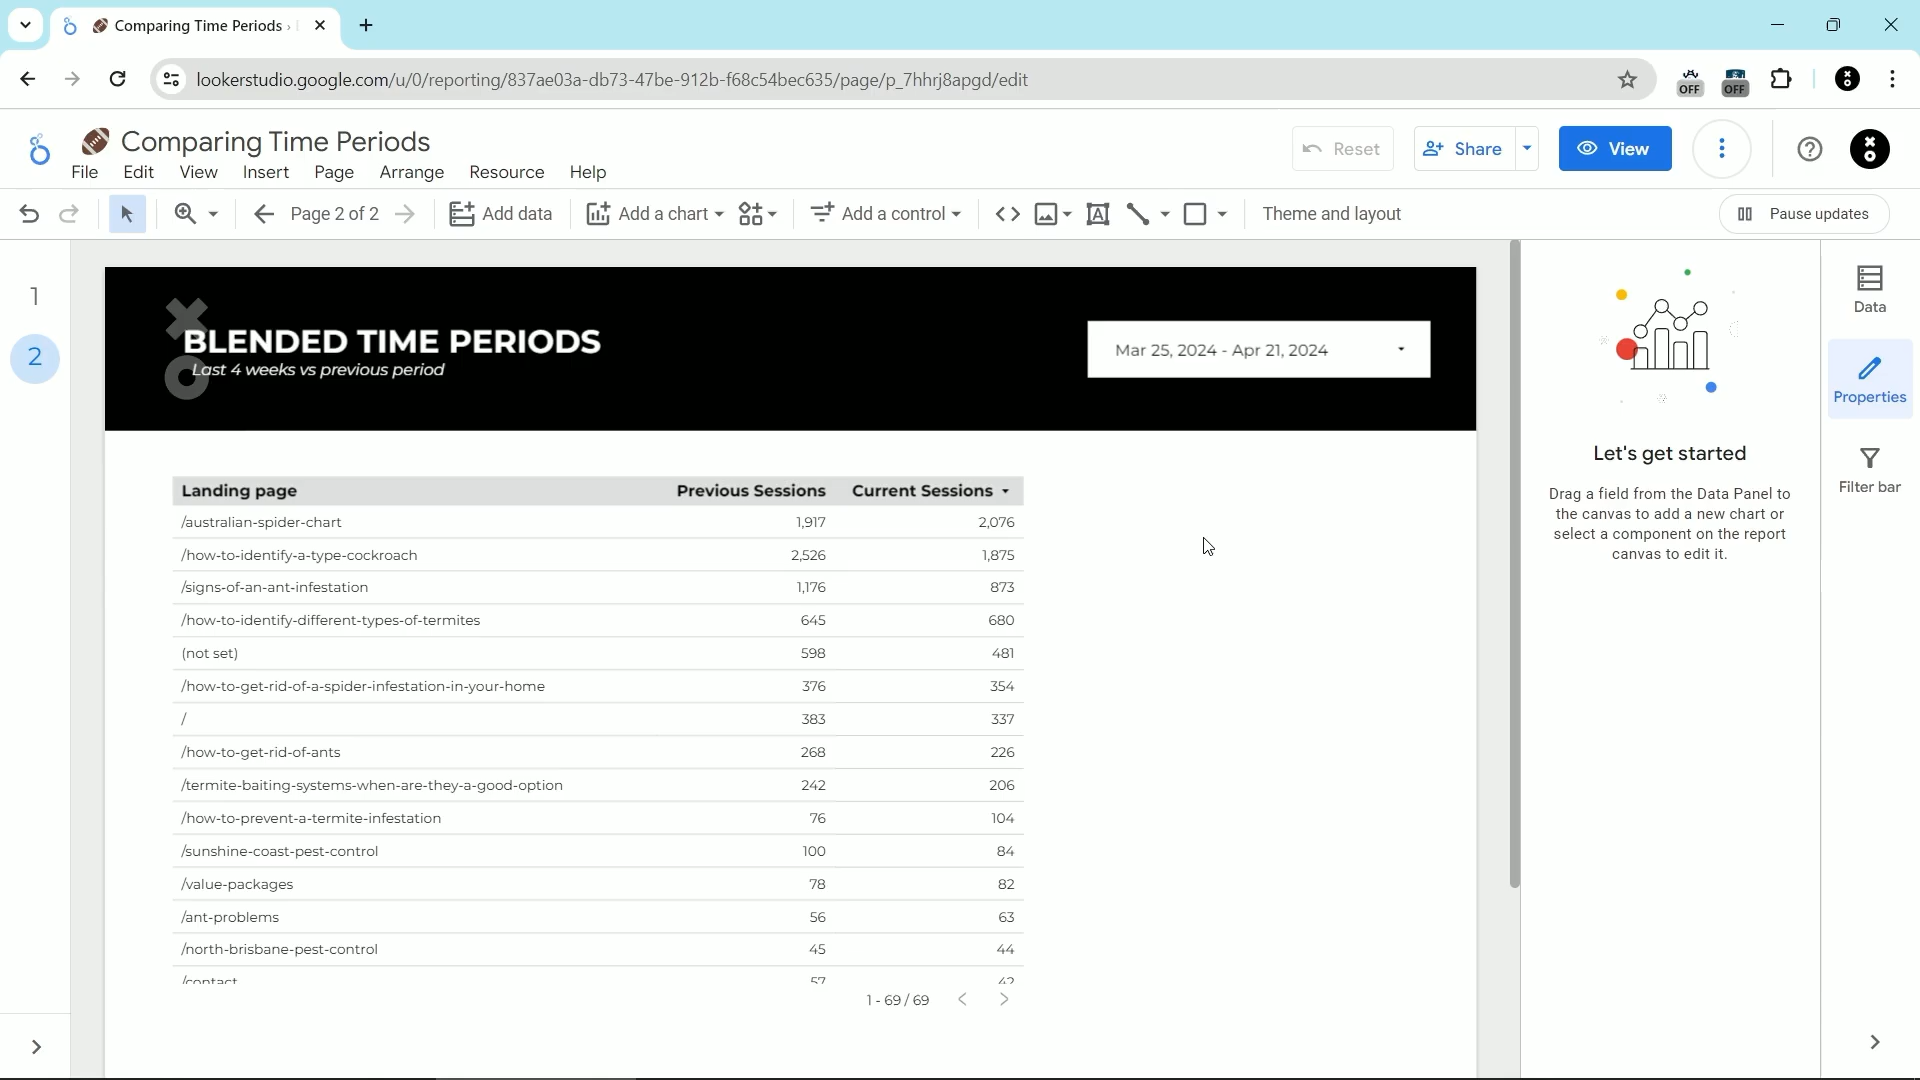 Comparing Time Periods ›
lookerstudio.google.com/u/0/reporting/837ae03a-db73-47be-912b-f68c54bec635/page/p_7hhrj8apgd/edit
OFF OFF
Comparing Time Periods
Reset Share View
File Edit View Insert Page Arrange Resource Help
Page 2 of 2 Add data Add a chart Add a control Theme and layout Pause updates
1
2
BLENDED TIME PERIODS
Last 4 weeks vs previous period
Mar 25, 2024 - Apr 21, 2024
Landing page Previous Sessions Current Sessions
/australian-spider-chart 1,917 2,076
/how-to-identify-a-type-cockroach 2,526 1,875
/signs-of-an-ant-infestation 1,176 873
/how-to-identify-different-types-of-termites 645 680
(not set) 598 481
/how-to-get-rid-of-a-spider-infestation-in-your-home 376 354
/ 383 337
/how-to-get-rid-of-ants 268 226
/termite-baiting-systems-when-are-they-a-good-option 242 206
/how-to-prevent-a-termite-infestation 76 104
/sunshine-coast-pest-control 100 84
/value-packages 78 82
/ant-problems 56 63
/north-brisbane-pest-control 45 44
/contact 57 42
1 - 69 / 69
Let's get started
Drag a field from the Data Panel to
the canvas to add a new chart or
select a component on the report
canvas to edit it.
Data
Properties
Filter bar